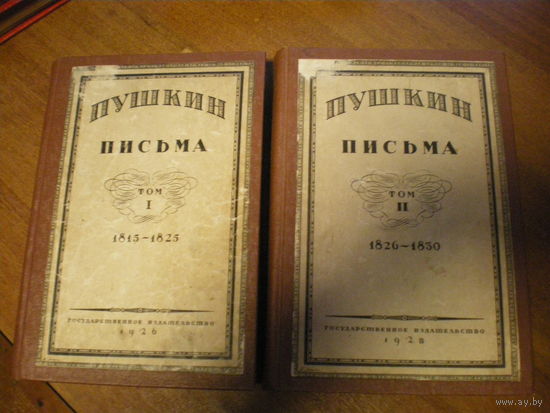 ПУШКИН
ПИСЬМА
ТОМ
I
1815-1825
ГОСУДАРСТВЕННОЕ ИЗДАТЕЛЬСТВО
1926
ПУШКИН
ПИСЬМА
ТОМ
II
1826-1830
ГОСУДАРСТВЕННОЕ ИЗДАТЕЛЬСТВО
1928
www.ay.by